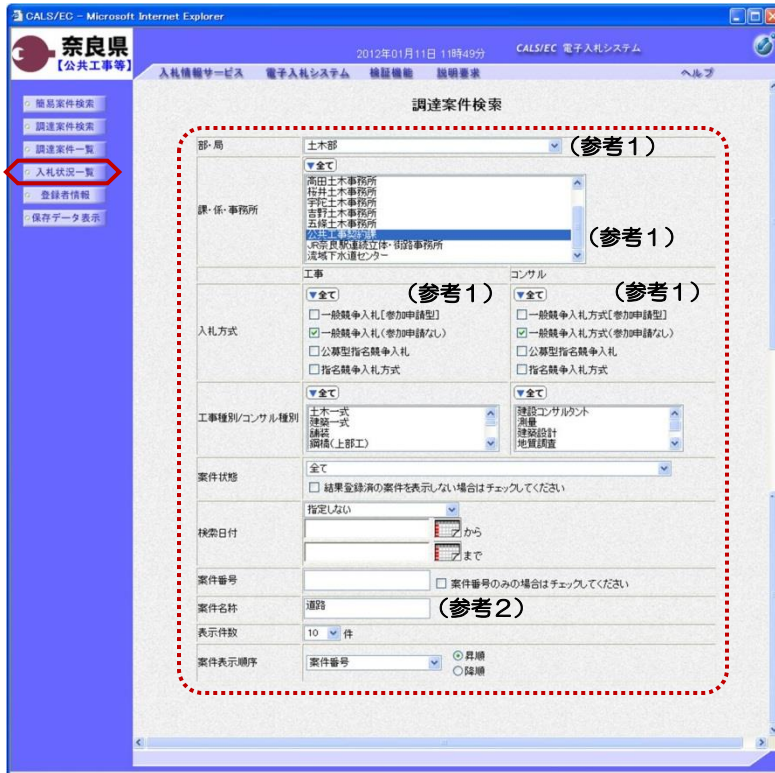 CALS/EC - Microsoft Internet Explorer
奈良県
【公共工事等】
2012年01月11日 11時49分
CALS/EC 電子入札システム
入札情報サービス 電子入札システム 検証機能 説明要求 ヘルプ
簡易案件検索
調達案件検索
調達案件一覧
入札状況一覧
登録者情報
保存データ表示
調達案件検索
部・局 土木部 (参考1)
課・係・事務所
▼全て
高田土木事務所
桜井土木事務所
宇陀土木事務所
吉野土木事務所
五條土木事務所
公共工事契約課
JR奈良駅連続立体・街路事務所
流域下水道センター
(参考1)
工事 コンサル
入札方式
▼全て (参考1) ▼全て (参考1)
一般競争入札[参加申請型] 一般競争入札方式[参加申請型]
一般競争入札(参加申請なし) 一般競争入札方式(参加申請なし)
公募型指名競争入札 公募型指名競争入札
指名競争入札方式 指名競争入札方式
工事種別/コンサル種別
▼全て ▼全て
土木一式 建設コンサルタント
建築一式 測量
舗装 建築設計
鋼橋(上部工) 地質調査
案件状態 全て
結果登録済の案件を表示しない場合はチェックしてください
検索日付 指定しない
から
まで
案件番号 案件番号のみの場合はチェックしてください
案件名称 道路 (参考2)
表示件数 10 件
案件表示順序 案件番号 昇順
降順